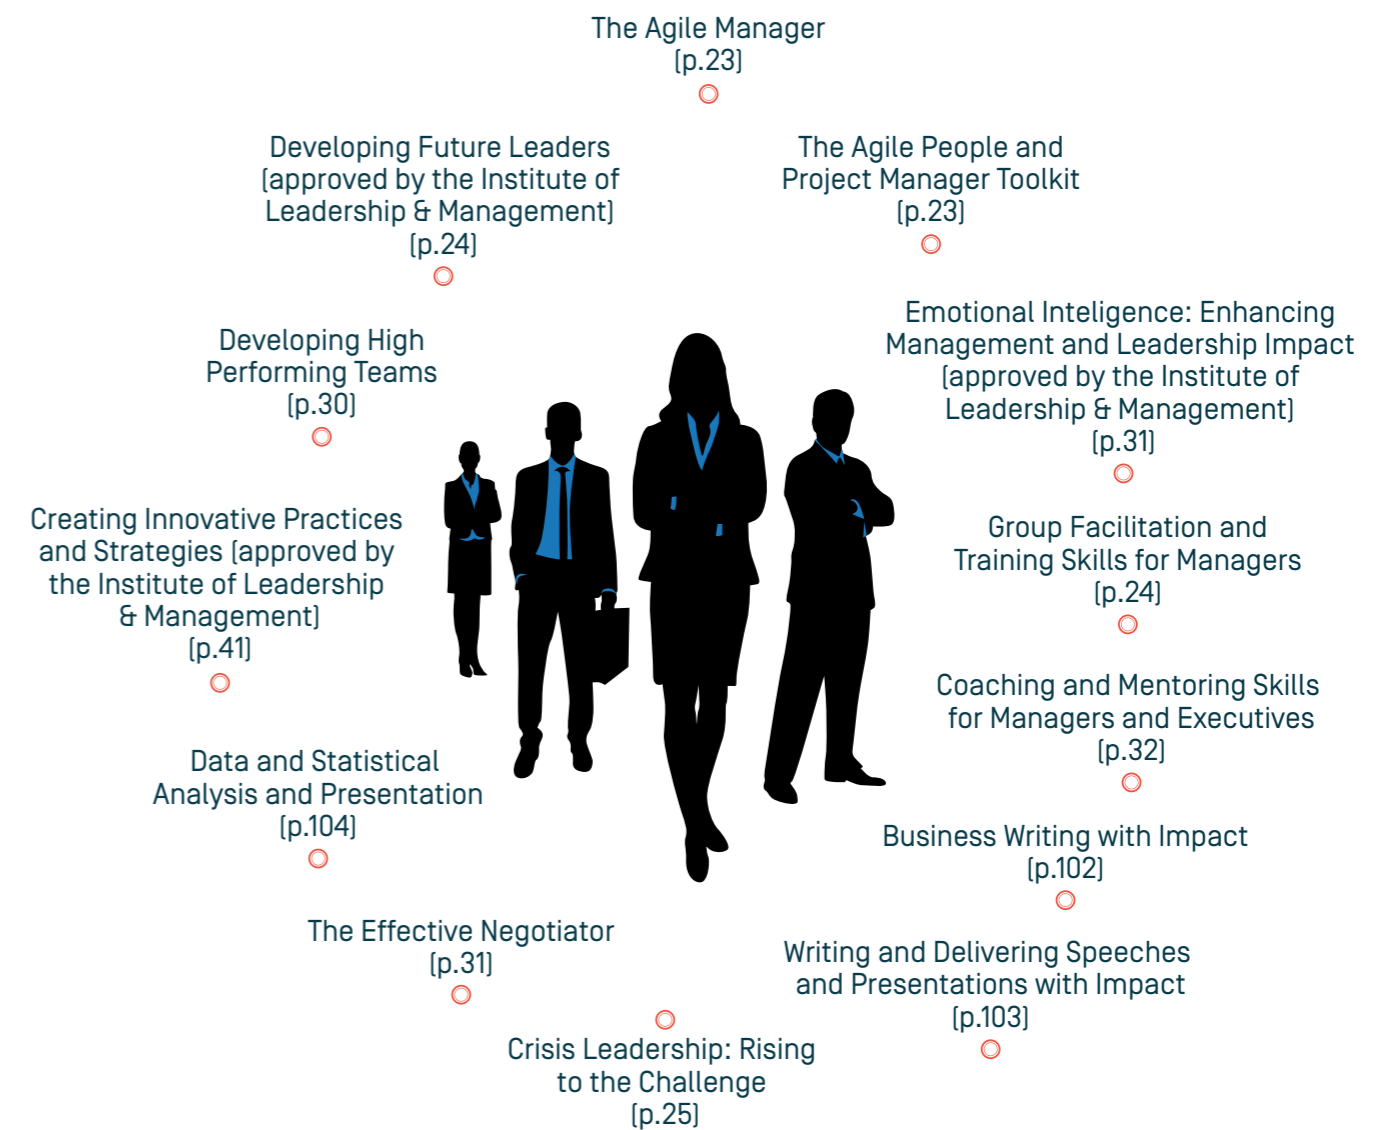 The Agile Manager
(p.23)
Developing Future Leaders
(approved by the Institute of
Leadership & Management)
(p.24)
The Agile People and
Project Manager Toolkit
(p.23)
Developing High
Performing Teams
(p.30)
Emotional Inteligence: Enhancing
Management and Leadership Impact
(approved by the Institute of
Leadership & Management)
(p.31)
Creating Innovative Practices
and Strategies (approved by
the Institute of Leadership
& Management)
(p.41)
Group Facilitation and
Training Skills for Managers
(p.24)
Coaching and Mentoring Skills
for Managers and Executives
(p.32)
Data and Statistical
Analysis and Presentation
(p.104)
Business Writing with Impact
(p.102)
The Effective Negotiator
(p.31)
Writing and Delivering Speeches
and Presentations with Impact
(p.103)
Crisis Leadership: Rising
to the Challenge
(p.25)